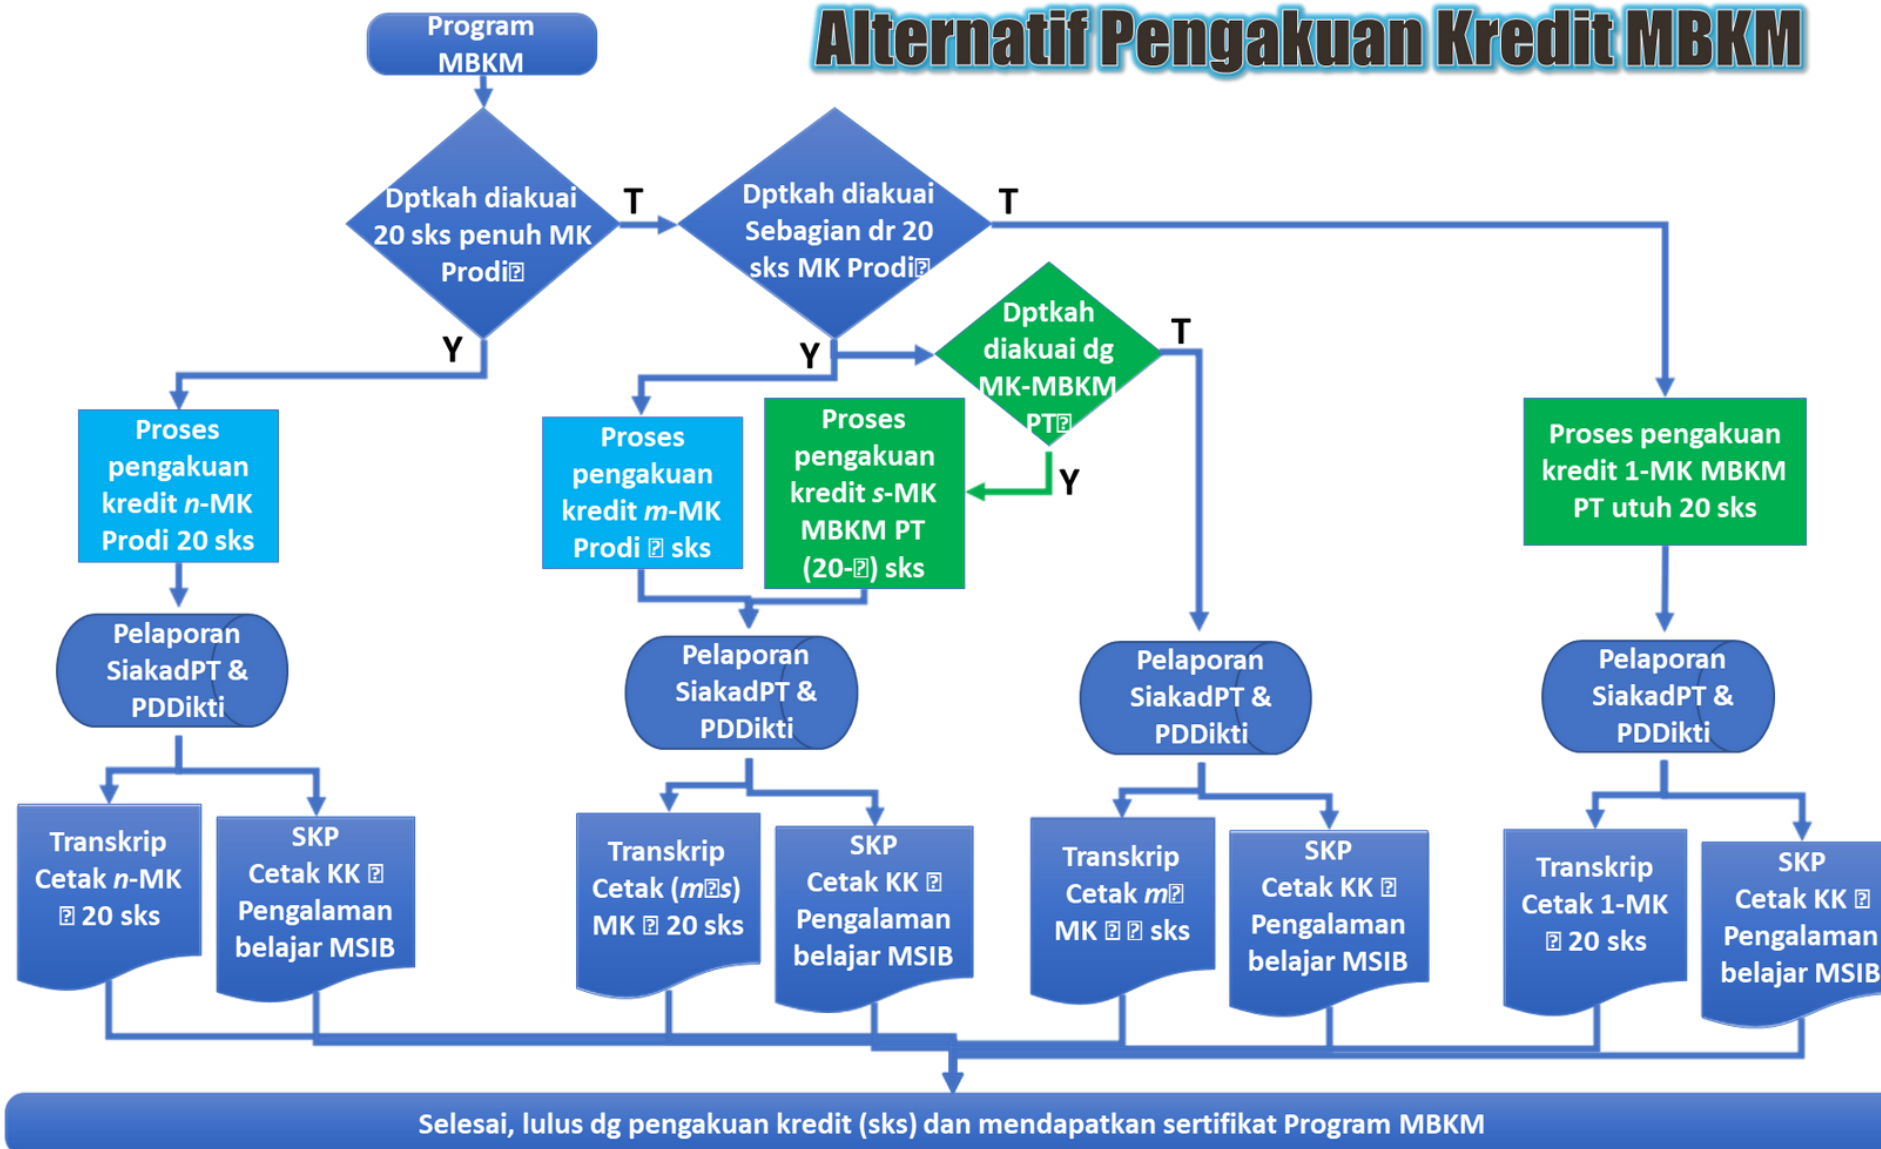 Alternatif Pengakuan Kredit MBKM
Program
MBKM
Dptkah diakuai
20 sks penuh MK
Prodi⍰
T
Y
Dptkah diakuai
Sebagian dr 20
sks MK Prodi⍰
T
Y
Dptkah
diakuai dg
MK-MBKM
PT⍰
T
Y
Proses
pengakuan
kredit n-MK
Prodi 20 sks
Proses
pengakuan
kredit m-MK
Prodi ⍰ sks
Proses
pengakuan
kredit s-MK
MBKM PT
(20-⍰) sks
Proses pengakuan
kredit 1-MK MBKM
PT utuh 20 sks
Pelaporan
SiakadPT &
PDDikti
Pelaporan
SiakadPT &
PDDikti
Pelaporan
SiakadPT &
PDDikti
Pelaporan
SiakadPT &
PDDikti
Transkrip
Cetak n-MK
⍰ 20 sks
SKP
Cetak KK ⍰
Pengalaman
belajar MSIB
Transkrip
Cetak (m⍰s)
MK ⍰ 20 sks
SKP
Cetak KK ⍰
Pengalaman
belajar MSIB
Transkrip
Cetak m⍰
MK ⍰ ⍰ sks
SKP
Cetak KK ⍰
Pengalaman
belajar MSIB
Transkrip
Cetak 1-MK
⍰ 20 sks
SKP
Cetak KK ⍰
Pengalaman
belajar MSIB
Selesai, lulus dg pengakuan kredit (sks) dan mendapatkan sertifikat Program MBKM